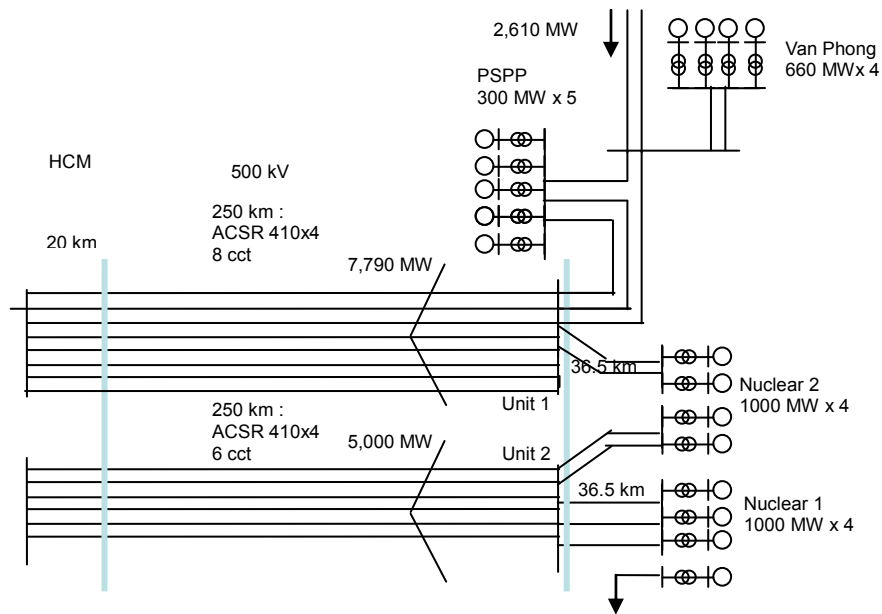 2,610 MW
Van Phong
660 MWx 4
PSPP
300 MW x 5
HCM
500 kV
250 km :
ACSR 410x4
8 cct
20 km
7,790 MW
36.5 km
Nuclear 2
1000 MW x 4
Unit 1
250 km :
ACSR 410x4
6 cct
5,000 MW
Unit 2
36.5 km
Nuclear 1
1000 MW x 4